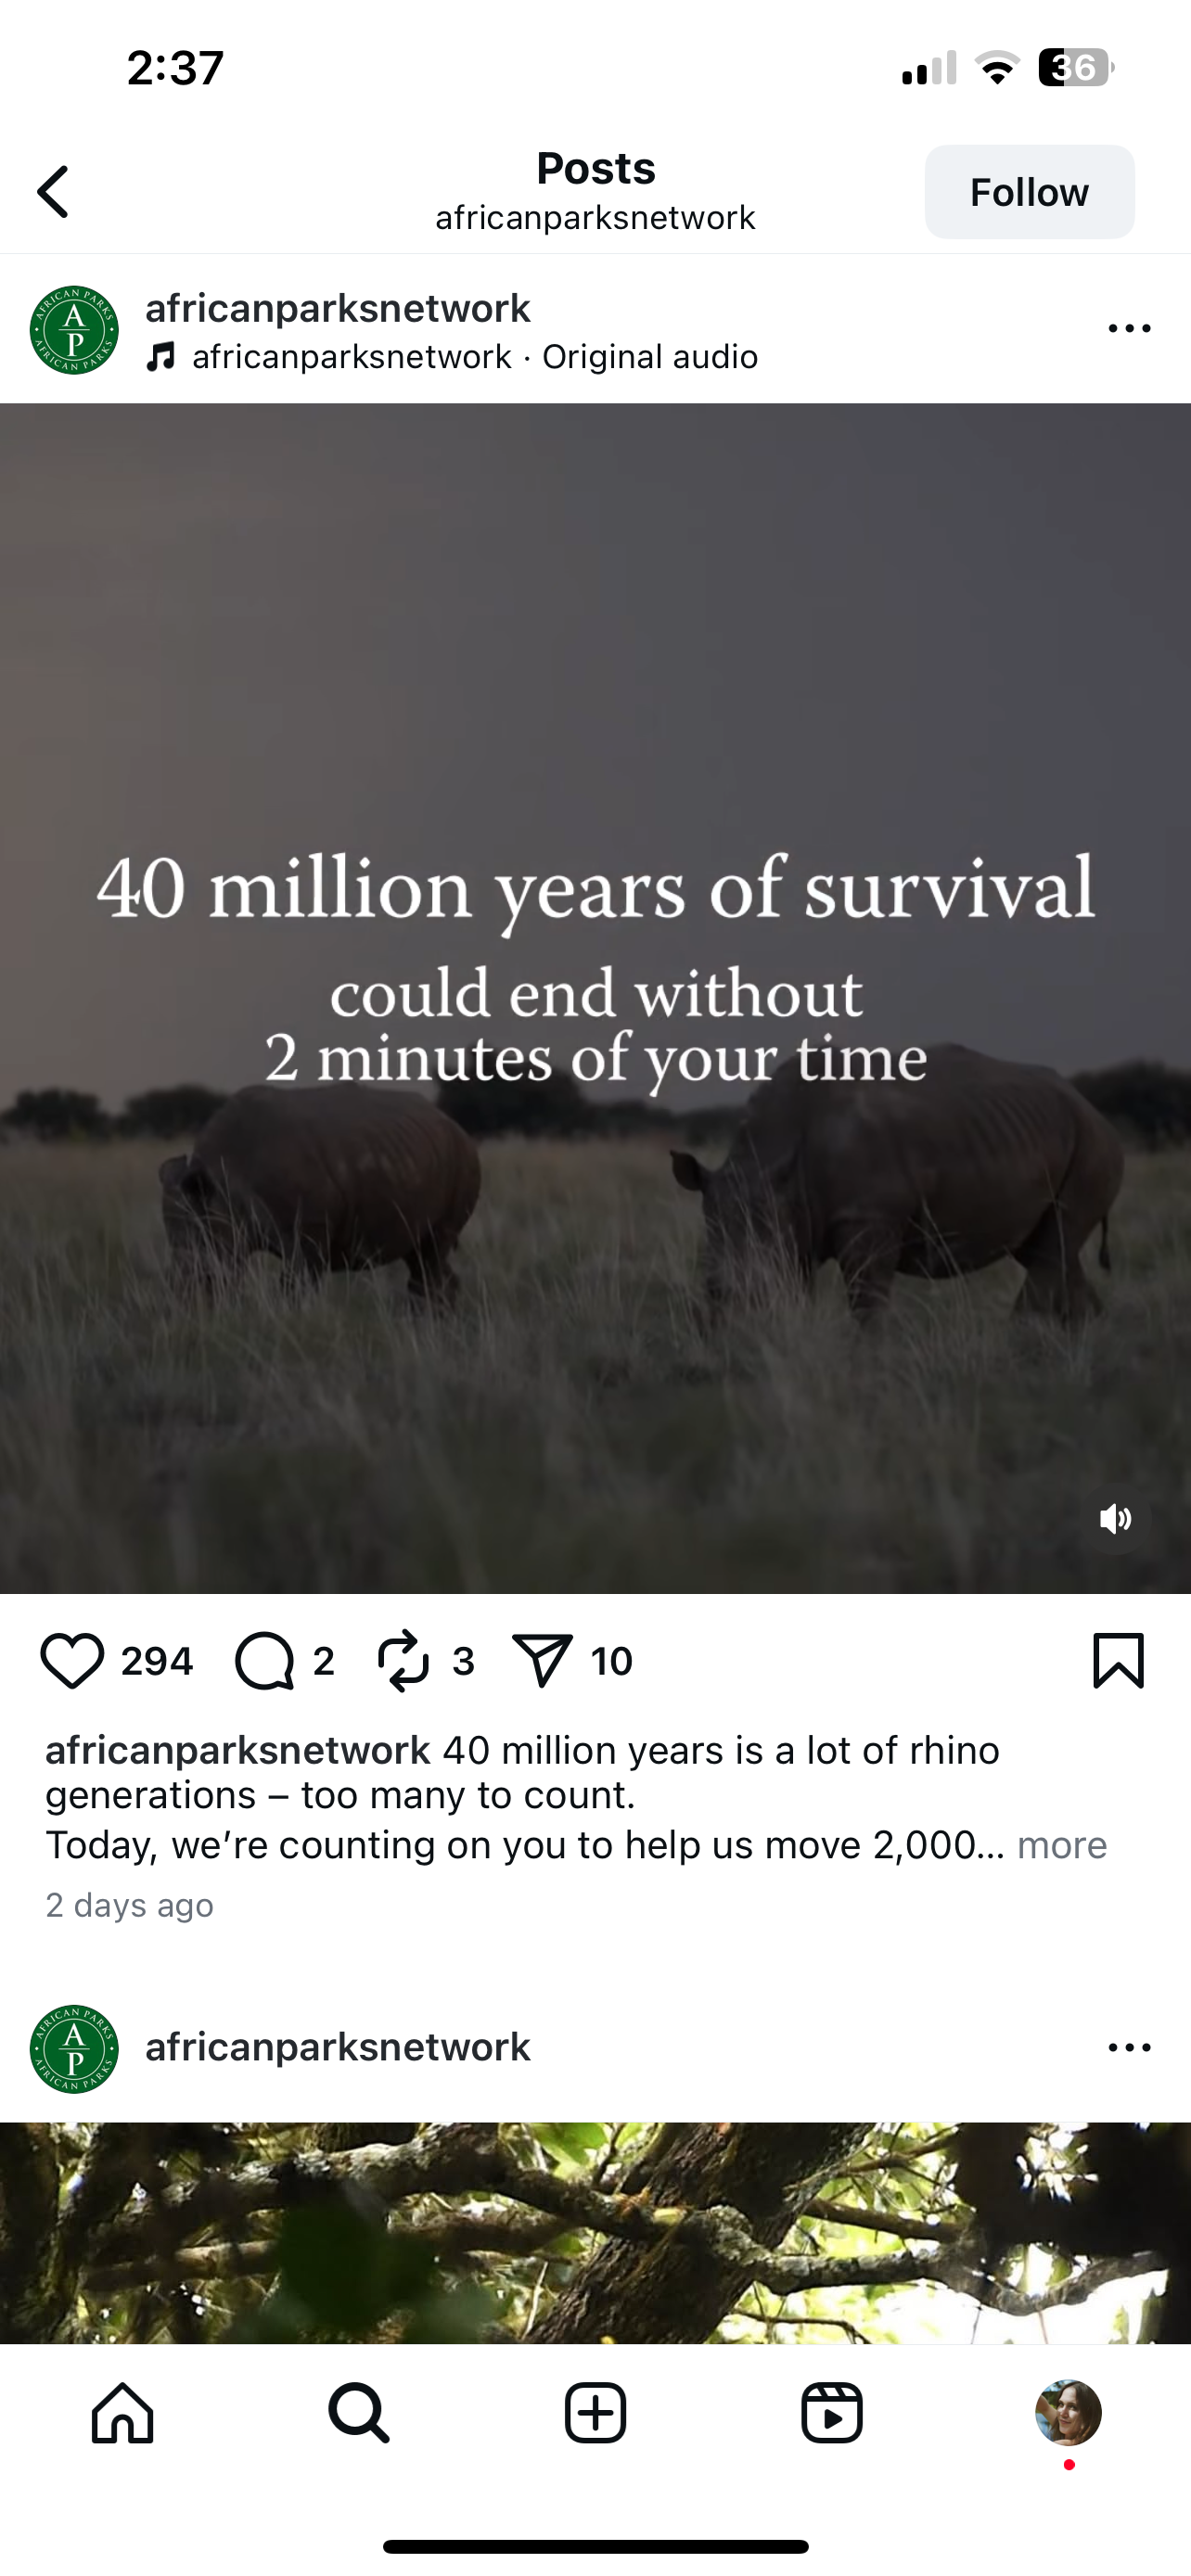 2:37
36
Posts
africanparksnetwork
Follow
AFRICAN PARKS
A
P
AFRICAN PARKS
africanparksnetwork
africanparksnetwork · Original audio
40 million years of survival
could end without
2 minutes of your time
294
2
3
10
africanparksnetwork 40 million years is a lot of rhino
generations – too many to count.
Today, we’re counting on you to help us move 2,000... more
2 days ago
AFRICAN PARKS
A
P
AFRICAN PARKS
africanparksnetwork